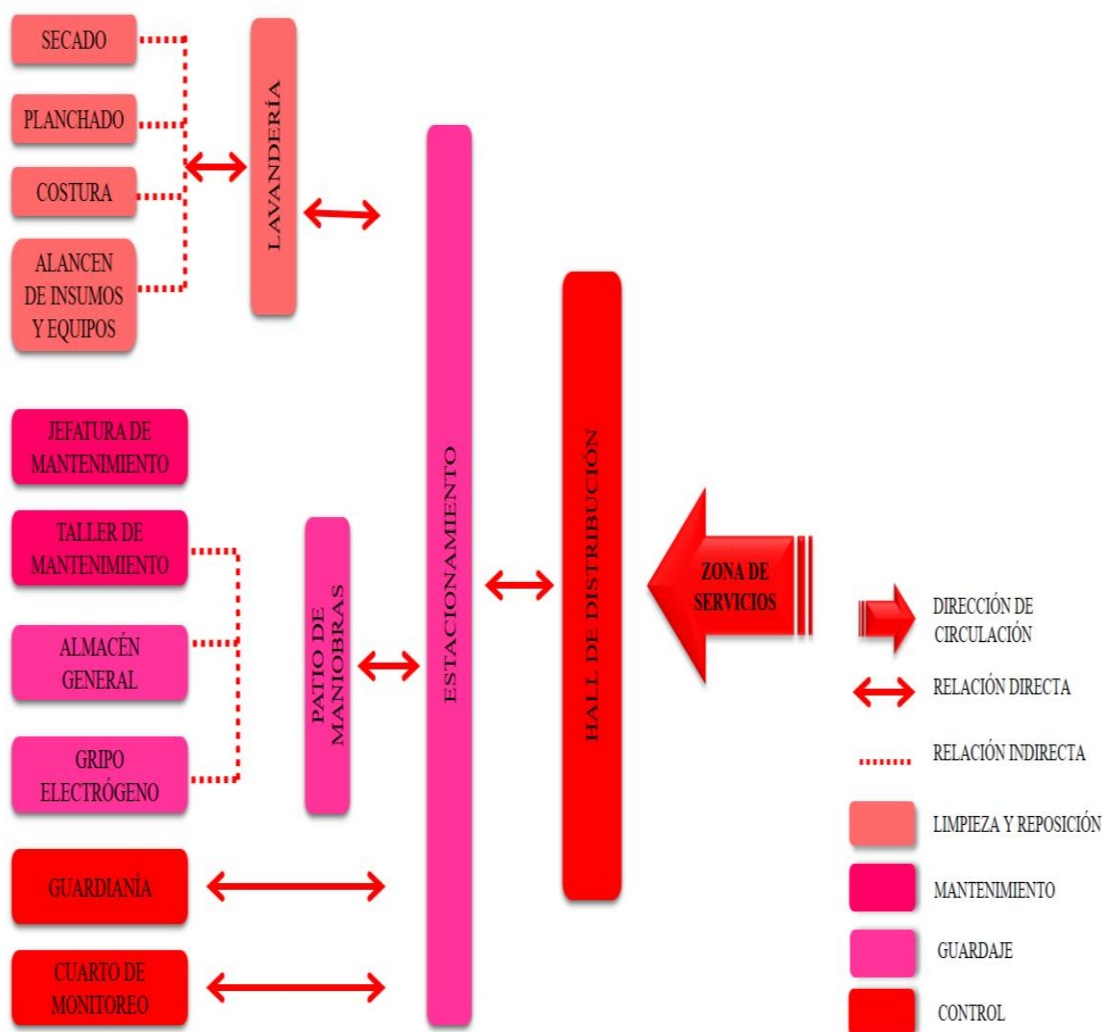 SECADO
PLANCHADO
COSTURA
ALANCEN
DE INSUMOS
Y EQUIPOS
LAVANDERÍA
JEFATURA DE
MANTENIMIENTO
TALLER DE
MANTENIMIENTO
ALMACÉN
GENERAL
GRIPO
ELECTRÓGENO
GUARDIANÍA
CUARTO DE
MONITOREO
PATIO DE
MANIOBRAS
ESTACIONAMIENTO
HALL DE DISTRIBUCIÓN
ZONA DE
SERVICIOS
DIRECCIÓN DE
CIRCULACIÓN
RELACIÓN DIRECTA
RELACIÓN INDIRECTA
LIMPIEZA Y REPOSICIÓN
MANTENIMIENTO
GUARDAJE
CONTROL